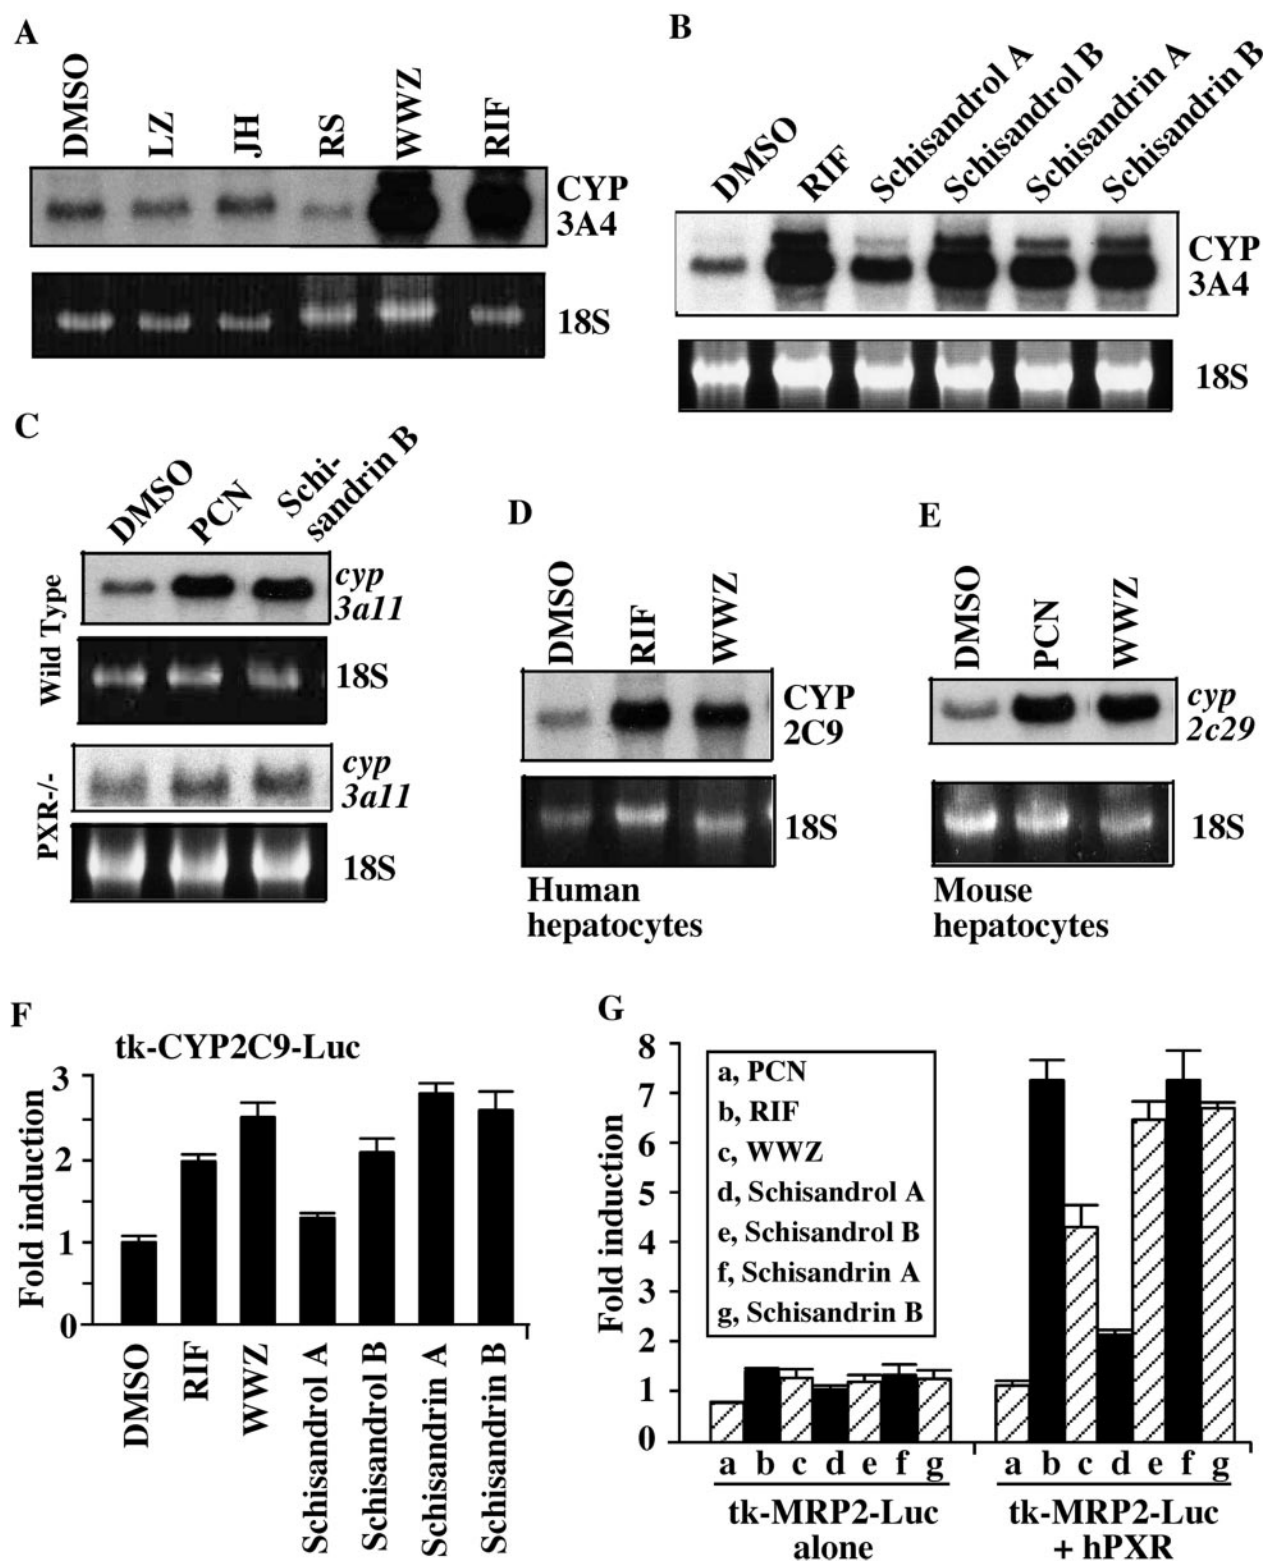 A
DMSO
LZ
JH
RS
WWZ
RIF
CYP
3A4
18S
B
DMSO
RIF
Schisandrol A
Schisandrol B
Schisandrin A
Schisandrin B
CYP
3A4
18S
C
DMSO
PCN
Schi-
sandrin B
Wild Type
cyp
3a11
18S
PXR-/-
cyp
3a11
18S
D
DMSO
RIF
WWZ
CYP
2C9
18S
Human
hepatocytes
E
DMSO
PCN
WWZ
cyp
2c29
18S
Mouse
hepatocytes
F
tk-CYP2C9-Luc
Fold induction
3
2
1
0
DMSO
RIF
WWZ
Schisandrol A
Schisandrol B
Schisandrin A
Schisandrin B
G
Fold induction
8
7
6
5
4
3
2
1
0
a, PCN
b, RIF
c, WWZ
d, Schisandrol A
e, Schisandrol B
f, Schisandrin A
g, Schisandrin B
a b c d e f g
a b c d e f g
tk-MRP2-Luc
alone
tk-MRP2-Luc
+ hPXR